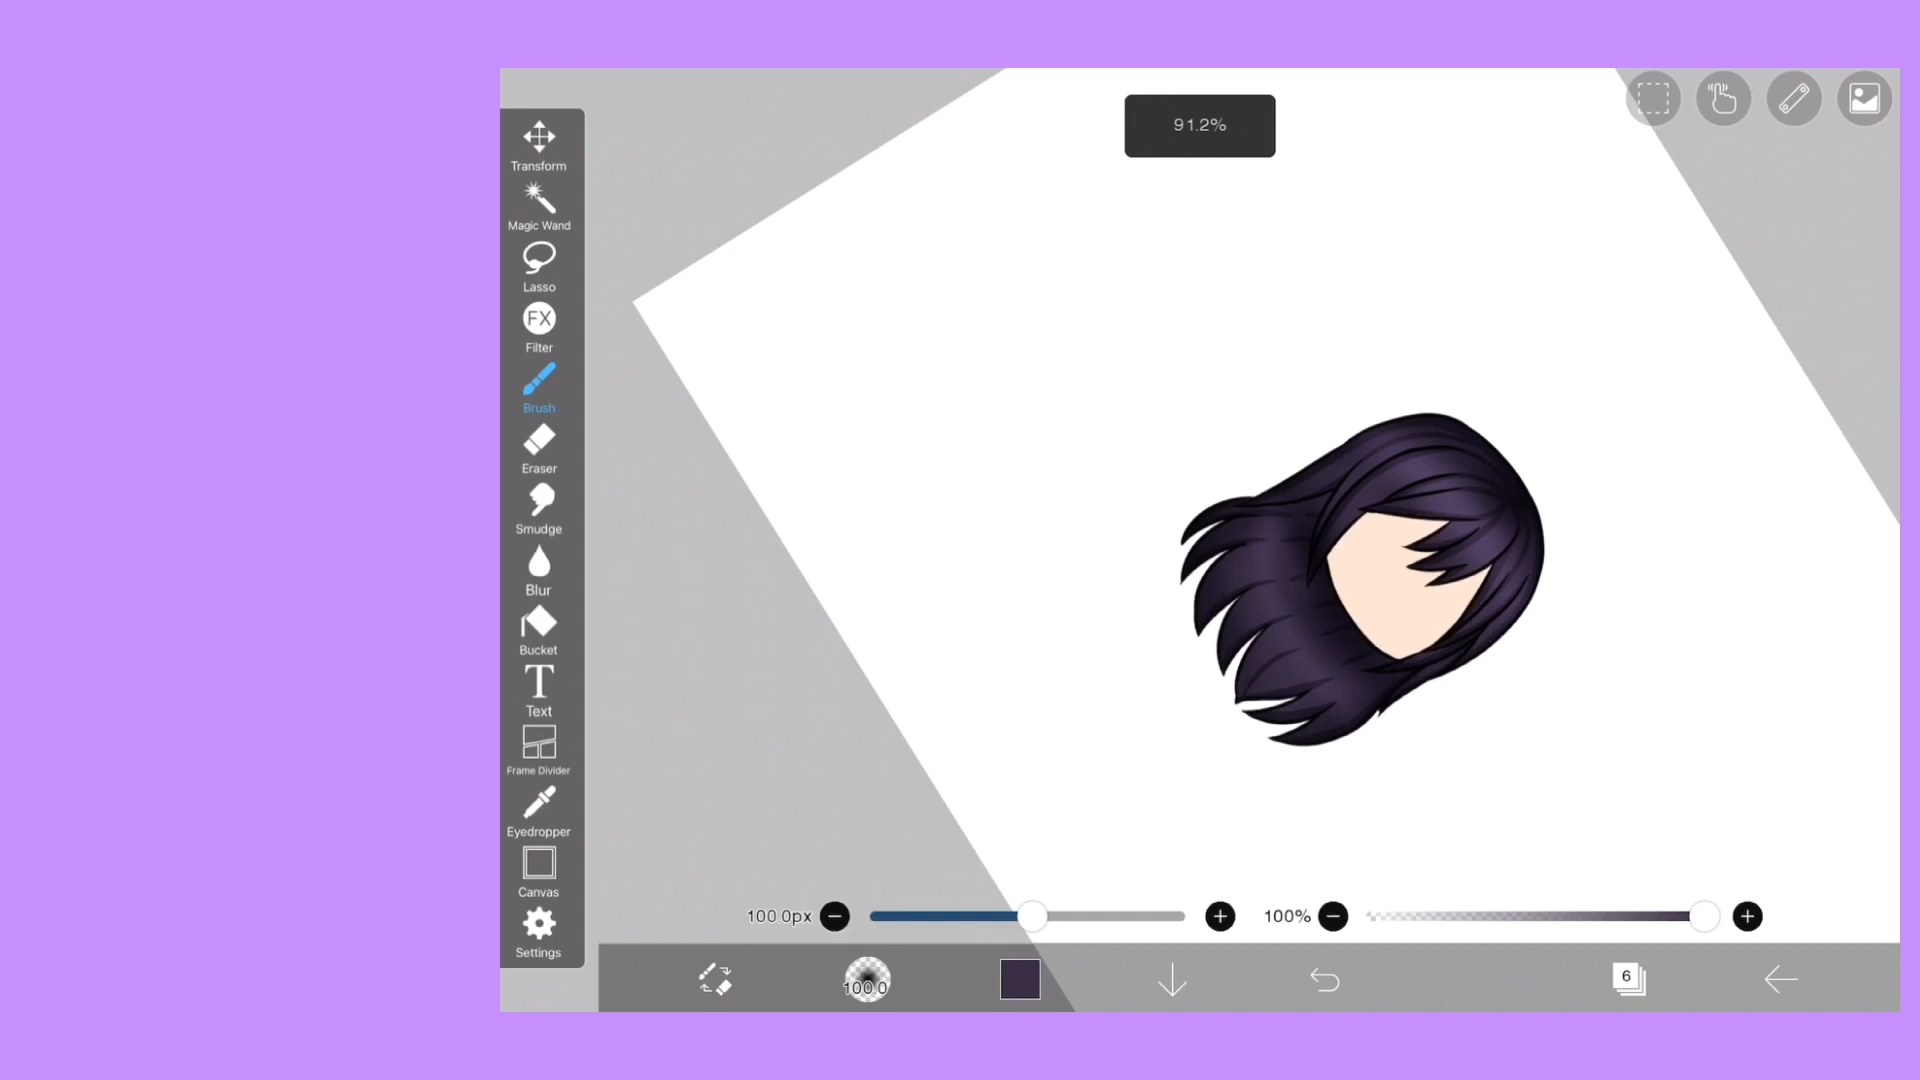 91.2%
Transform
Magic Wand
Lasso
FX
Filter
Brush
Eraser
Smudge
Blur
Bucket
T
Text
Frame Divider
Eyedropper
Canvas
Settings
100.0px
100%
100.0
6